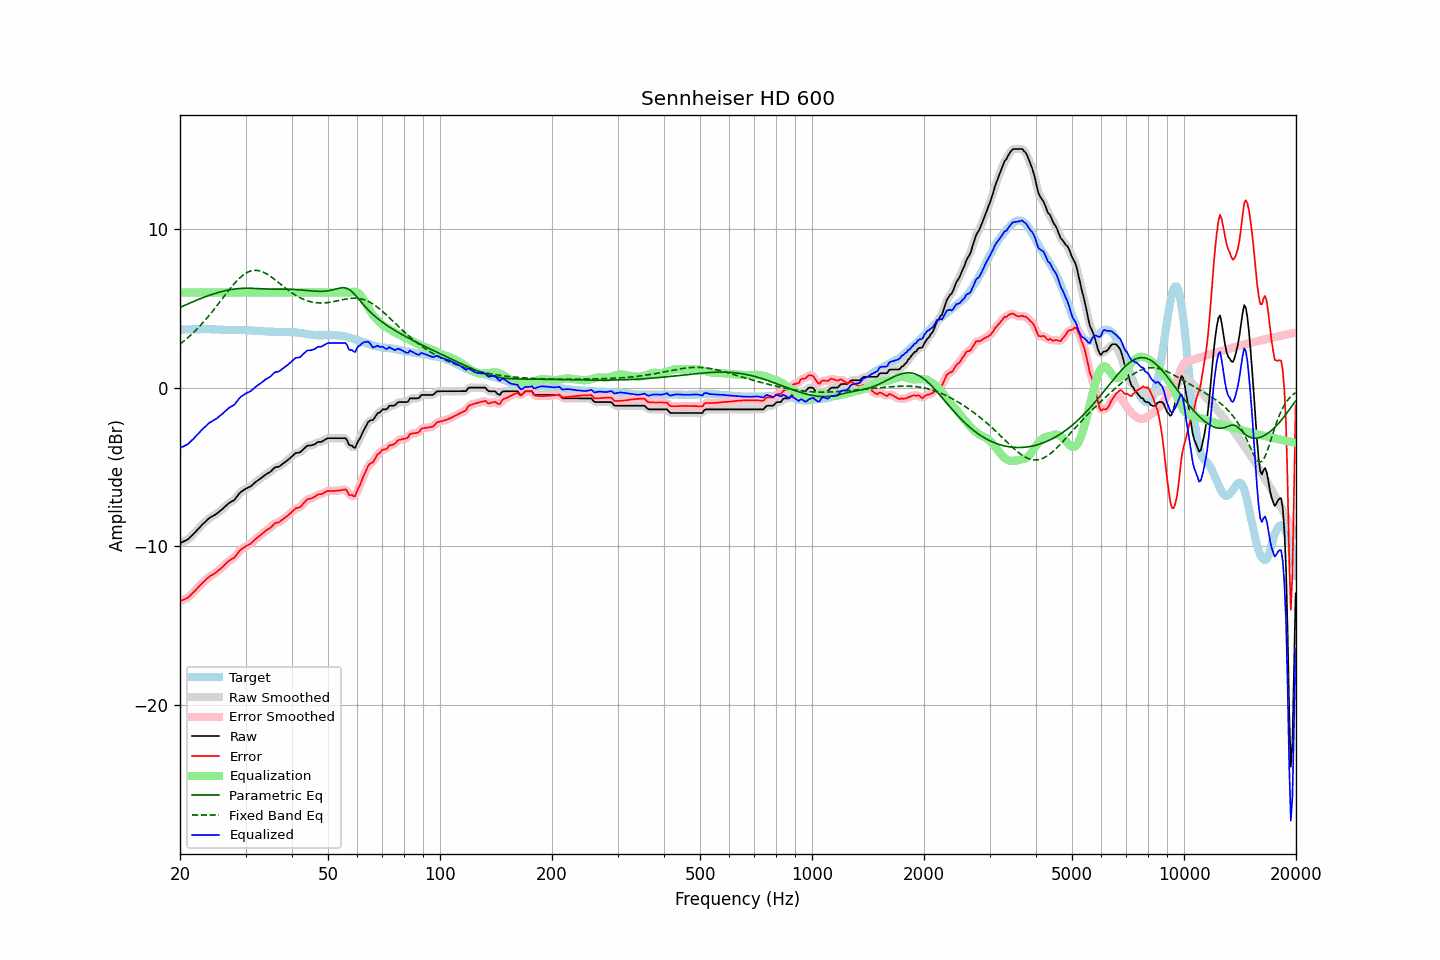 Sennheiser HD 600
Amplitude (dBr)
10
0
−10
−20
Target
Raw Smoothed
Error Smoothed
Raw
Error
Equalization
Parametric Eq
Fixed Band Eq
Equalized
20 50 100 200 500 1000 2000 5000 10000 20000
Frequency (Hz)